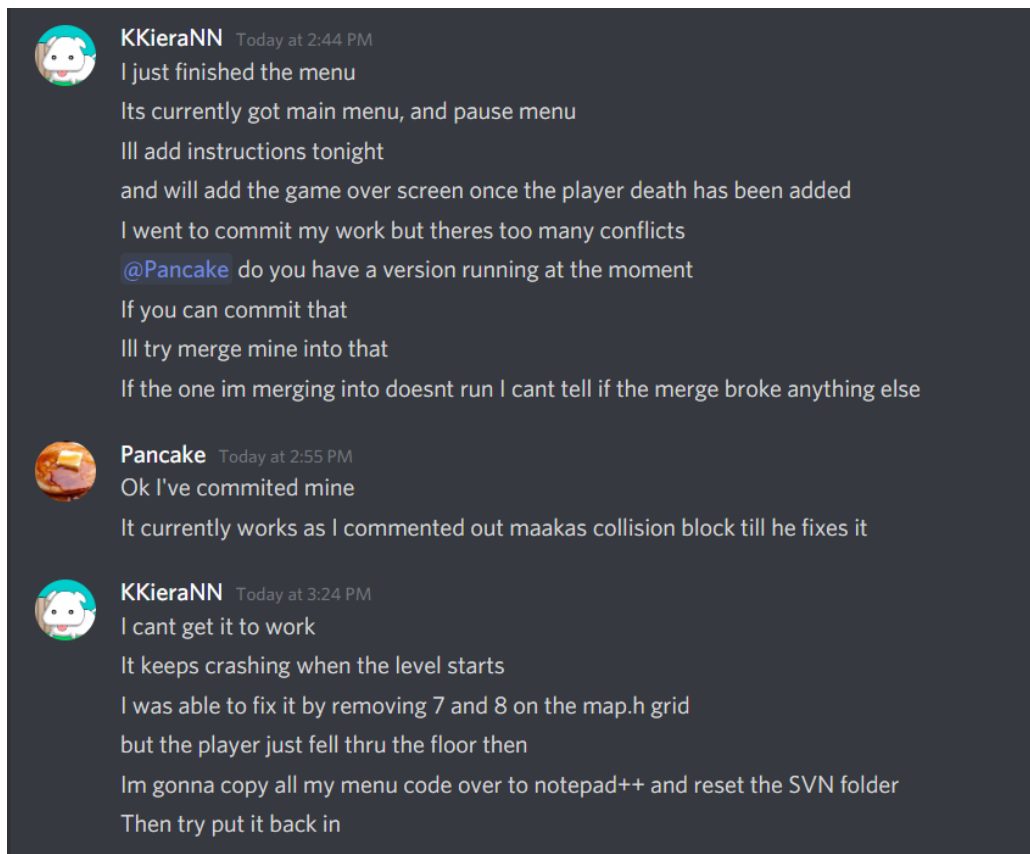 KKieraNN Today at 2:44 PM
I just finished the menu
Its currently got main menu, and pause menu
Ill add instructions tonight
and will add the game over screen once the player death has been added
I went to commit my work but theres too many conflicts
@Pancake do you have a version running at the moment
If you can commit that
Ill try merge mine into that
If the one im merging into doesnt run I cant tell if the merge broke anything else
Pancake Today at 2:55 PM
Ok I've commited mine
It currently works as I commented out maakas collision block till he fixes it
KKieraNN Today at 3:24 PM
I cant get it to work
It keeps crashing when the level starts
I was able to fix it by removing 7 and 8 on the map.h grid
but the player just fell thru the floor then
Im gonna copy all my menu code over to notepad++ and reset the SVN folder
Then try put it back in